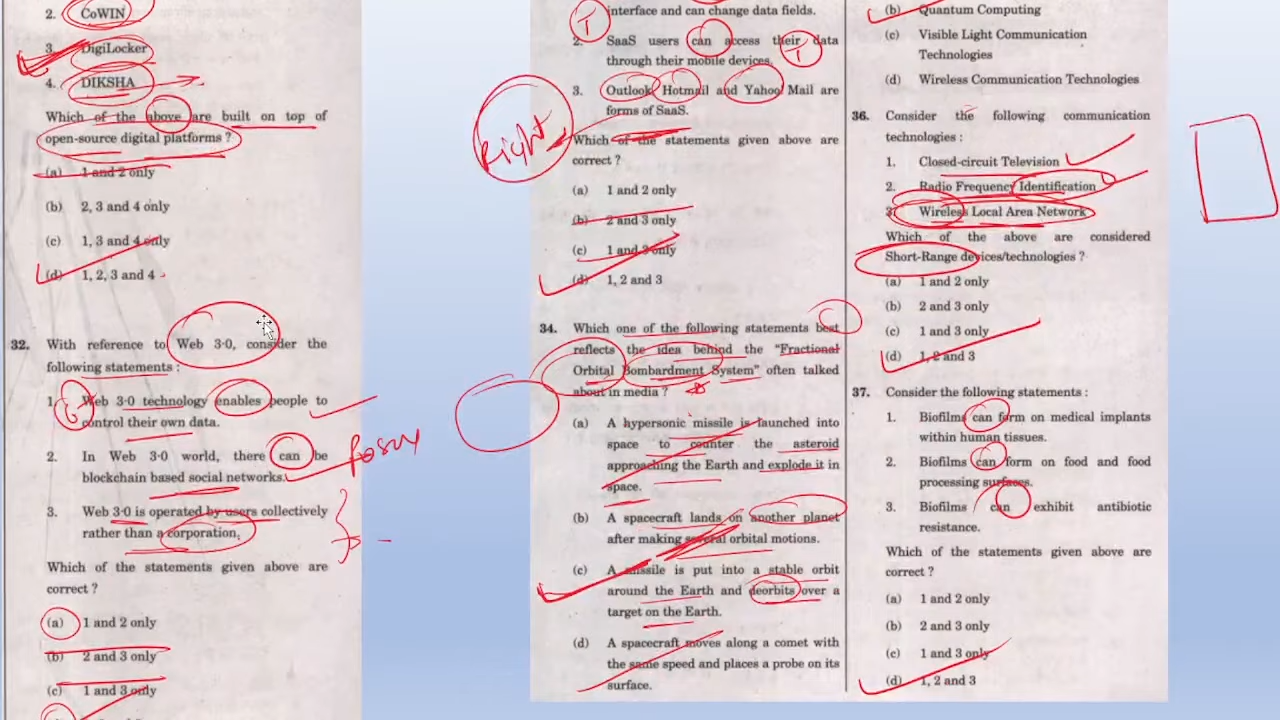 2. CoWIN
3. DigiLocker
4. DIKSHA
Which of the above are built on top of
open-source digital platforms ?
(a) 1 and 2 only
(b) 2, 3 and 4 only
(c) 1, 3 and 4 only
(d) 1, 2, 3 and 4
32. With reference to Web 3·0, consider the
following statements :
1. Web 3·0 technology enables people to
control their own data.
2. In Web 3·0 world, there can be
blockchain based social networks.
3. Web 3·0 is operated by users collectively
rather than a corporation.
Which of the statements given above are
correct ?
(a) 1 and 2 only
(b) 2 and 3 only
(c) 1 and 3 only
interface and can change data fields.
2. SaaS users can access their data
through their mobile devices.
3. Outlook, Hotmail and Yahoo Mail are
forms of SaaS.
Which of the statements given above are
correct ?
(a) 1 and 2 only
(b) 2 and 3 only
(c) 1 and 3 only
(d) 1, 2 and 3
T
T
Right
34. Which one of the following statements best
reflects the idea behind the “Fractional
Orbital Bombardment System” often talked
about in media ?
(a) A hypersonic missile is launched into
space to counter the asteroid
approaching the Earth and explode it in
space.
(b) A spacecraft lands on another planet
after making several orbital motions.
(c) A missile is put into a stable orbit
around the Earth and deorbits over a
target on the Earth.
(d) A spacecraft moves along a comet with
the same speed and places a probe on its
surface.
(b) Quantum Computing
(c) Visible Light Communication
Technologies
(d) Wireless Communication Technologies
36. Consider the following communication
technologies :
1. Closed-circuit Television
2. Radio Frequency Identification
3. Wireless Local Area Network
Which of the above are considered
Short-Range devices/technologies ?
(a) 1 and 2 only
(b) 2 and 3 only
(c) 1 and 3 only
(d) 1, 2 and 3
37. Consider the following statements :
1. Biofilms can form on medical implants
within human tissues.
2. Biofilms can form on food and food
processing surfaces.
3. Biofilms can exhibit antibiotic
resistance.
Which of the statements given above are
correct ?
(a) 1 and 2 only
(b) 2 and 3 only
(c) 1 and 3 only
(d) 1, 2 and 3